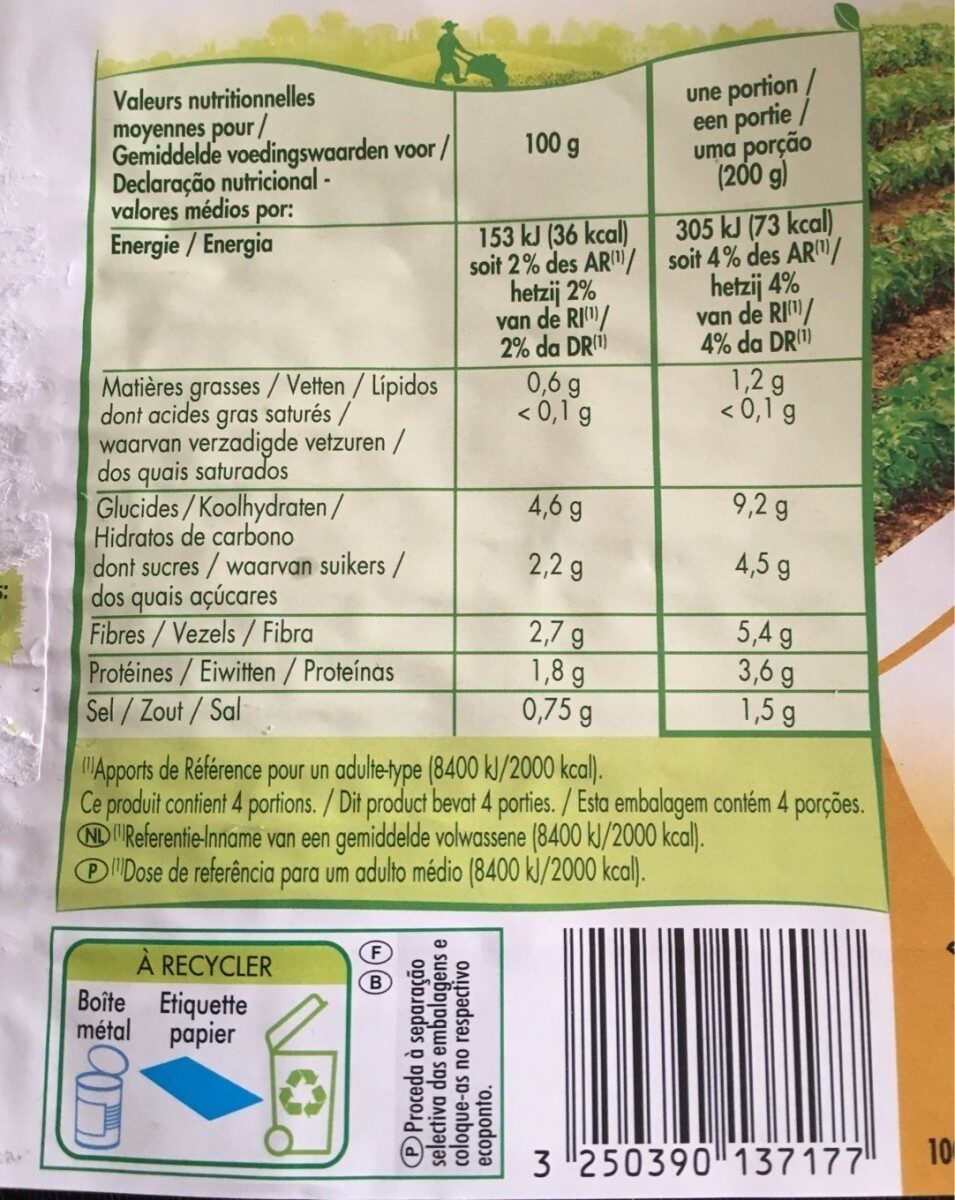 Valeurs nutritionnelles
moyennes pour /
Gemiddelde voedingswaarden voor /
Declaração nutricional -
valores médios por:
100 g
une portion /
een portie /
uma porção
(200 g)
Energie / Energia
153 kJ (36 kcal)
soit 2% des AR(1)/
hetzij 2%
van de RI(1)/
2% da DR(1)
305 kJ (73 kcal)
soit 4% des AR(1)/
hetzij 4%
van de RI(1)/
4% da DR(1)
Matières grasses / Vetten / Lípidos 0,6 g 1,2 g
dont acides gras saturés / < 0,1 g < 0,1 g
waarvan verzadigde vetzuren /
dos quais saturados
Glucides / Koolhydraten / 4,6 g 9,2 g
Hidratos de carbono
dont sucres / waarvan suikers / 2,2 g 4,5 g
dos quais açúcares
Fibres / Vezels / Fibra 2,7 g 5,4 g
Protéines / Eiwitten / Proteínas 1,8 g 3,6 g
Sel / Zout / Sal 0,75 g 1,5 g
(1)Apports de Référence pour un adulte-type (8400 kJ/2000 kcal).
Ce produit contient 4 portions. / Dit product bevat 4 porties. / Esta embalagem contém 4 porções.
NL (1)Referentie-Inname van een gemiddelde volwassene (8400 kJ/2000 kcal).
P (1)Dose de referência para um adulto médio (8400 kJ/2000 kcal).
À RECYCLER
Boîte Etiquette
métal papier
F
B
P Proceda à separação
selectiva das embalagens e
coloque-as no respectivo
ecoponto.
3 250390 137177